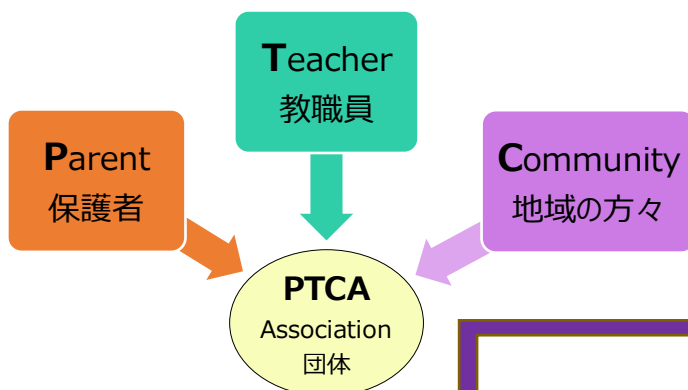 Teacher
教職員
Parent
保護者
Community
地域の方々
PTCA
Association
団体